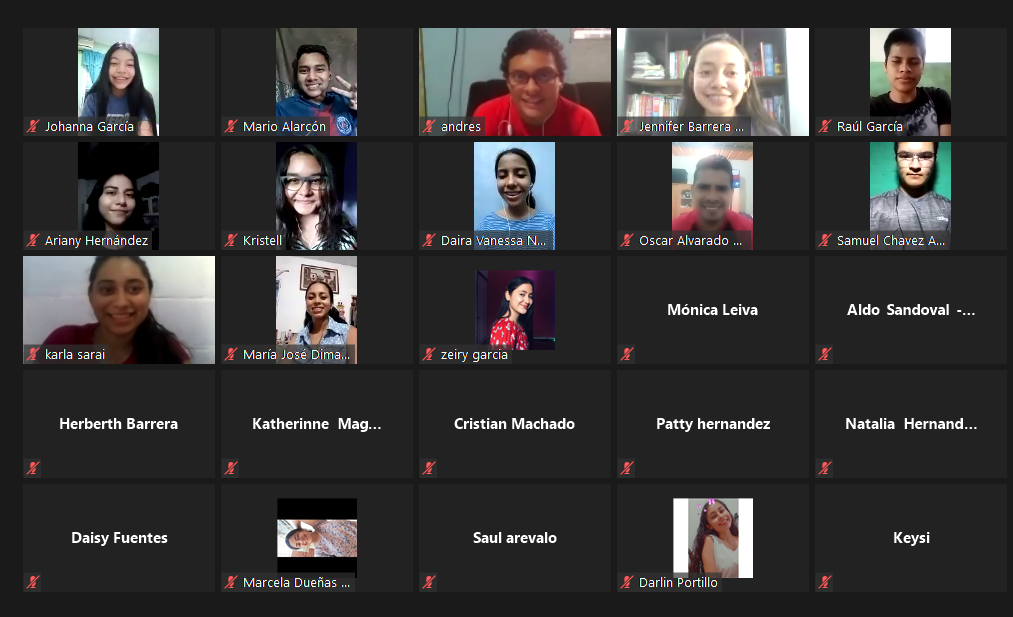 Johanna García
Mario Alarcón
andres
Jennifer Barrera ...
Raúl García
Ariany Hernández
Kristell
Daira Vanessa N...
Oscar Alvarado ...
Samuel Chavez A...
karla sarai
María José Dima...
zeiry garcia
Mónica Leiva
Aldo Sandoval -...
Herberth Barrera
Katherinne Mag...
Cristian Machado
Patty hernandez
Natalia Hernand...
Daisy Fuentes
Marcela Dueñas ...
Saul arevalo
Darlin Portillo
Keysi